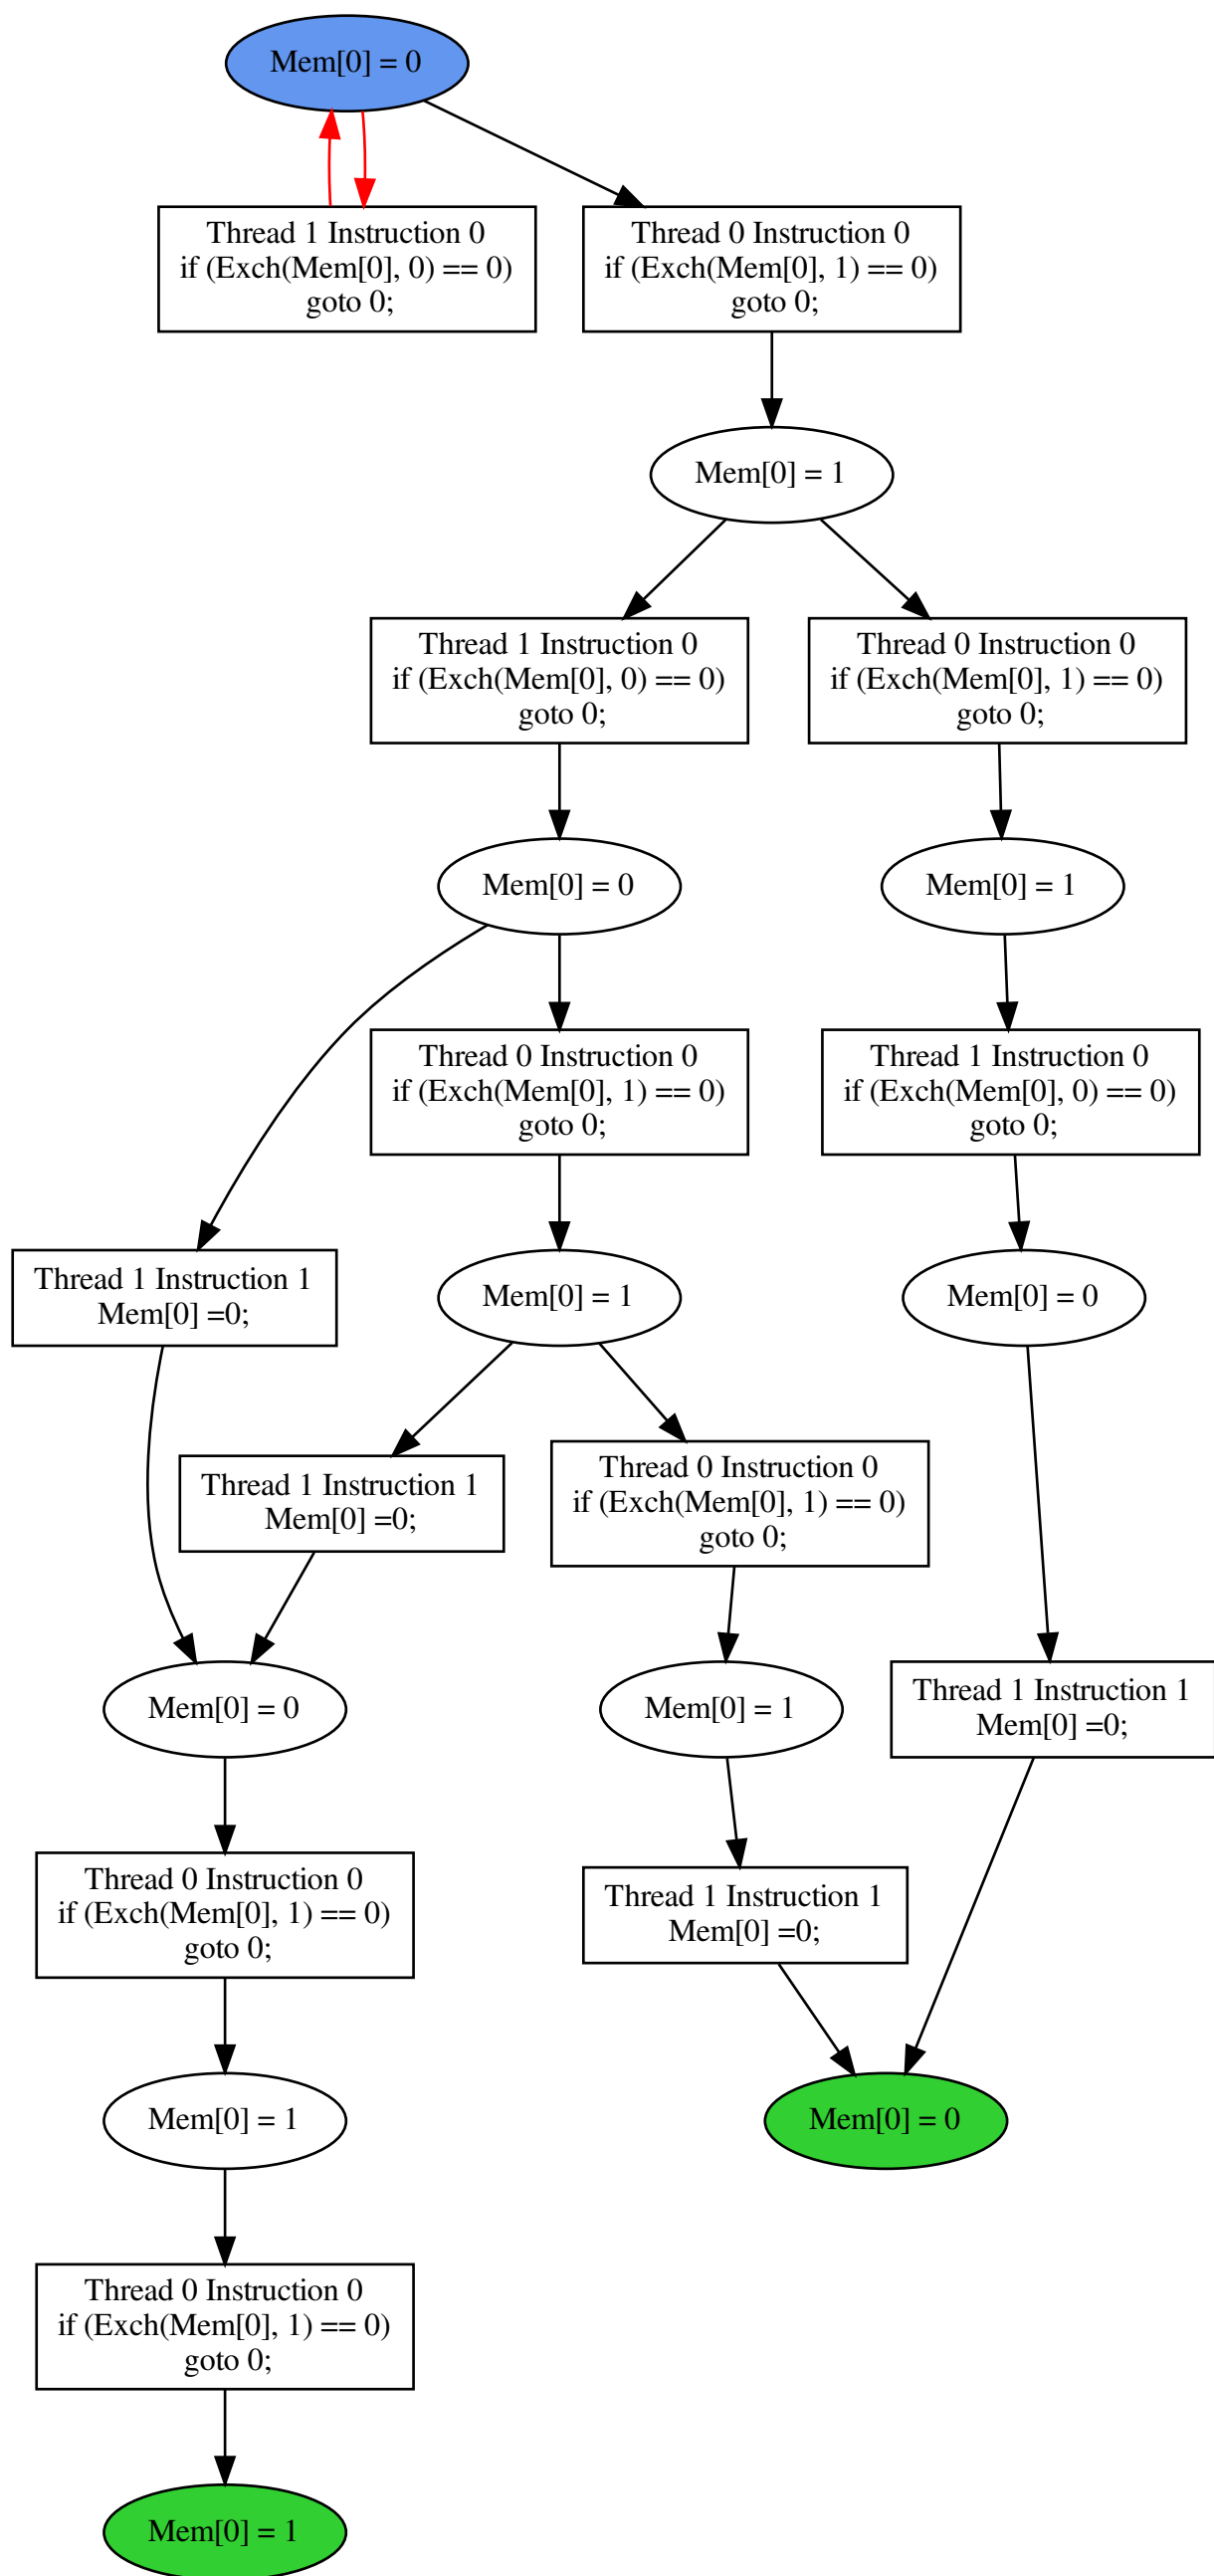 Mem[0] = 0
Thread 1 Instruction 0
if (Exch(Mem[0], 0) == 0)
goto 0;
Thread 0 Instruction 0
if (Exch(Mem[0], 1) == 0)
goto 0;
Mem[0] = 1
Thread 1 Instruction 0
if (Exch(Mem[0], 0) == 0)
goto 0;
Thread 0 Instruction 0
if (Exch(Mem[0], 1) == 0)
goto 0;
Mem[0] = 0
Mem[0] = 1
Thread 0 Instruction 0
if (Exch(Mem[0], 1) == 0)
goto 0;
Thread 1 Instruction 0
if (Exch(Mem[0], 0) == 0)
goto 0;
Thread 1 Instruction 1
Mem[0] =0;
Mem[0] = 1
Mem[0] = 0
Thread 1 Instruction 1
Mem[0] =0;
Thread 0 Instruction 0
if (Exch(Mem[0], 1) == 0)
goto 0;
Mem[0] = 0
Mem[0] = 1
Thread 1 Instruction 1
Mem[0] =0;
Thread 0 Instruction 0
if (Exch(Mem[0], 1) == 0)
goto 0;
Thread 1 Instruction 1
Mem[0] =0;
Mem[0] = 1
Mem[0] = 0
Thread 0 Instruction 0
if (Exch(Mem[0], 1) == 0)
goto 0;
Mem[0] = 1